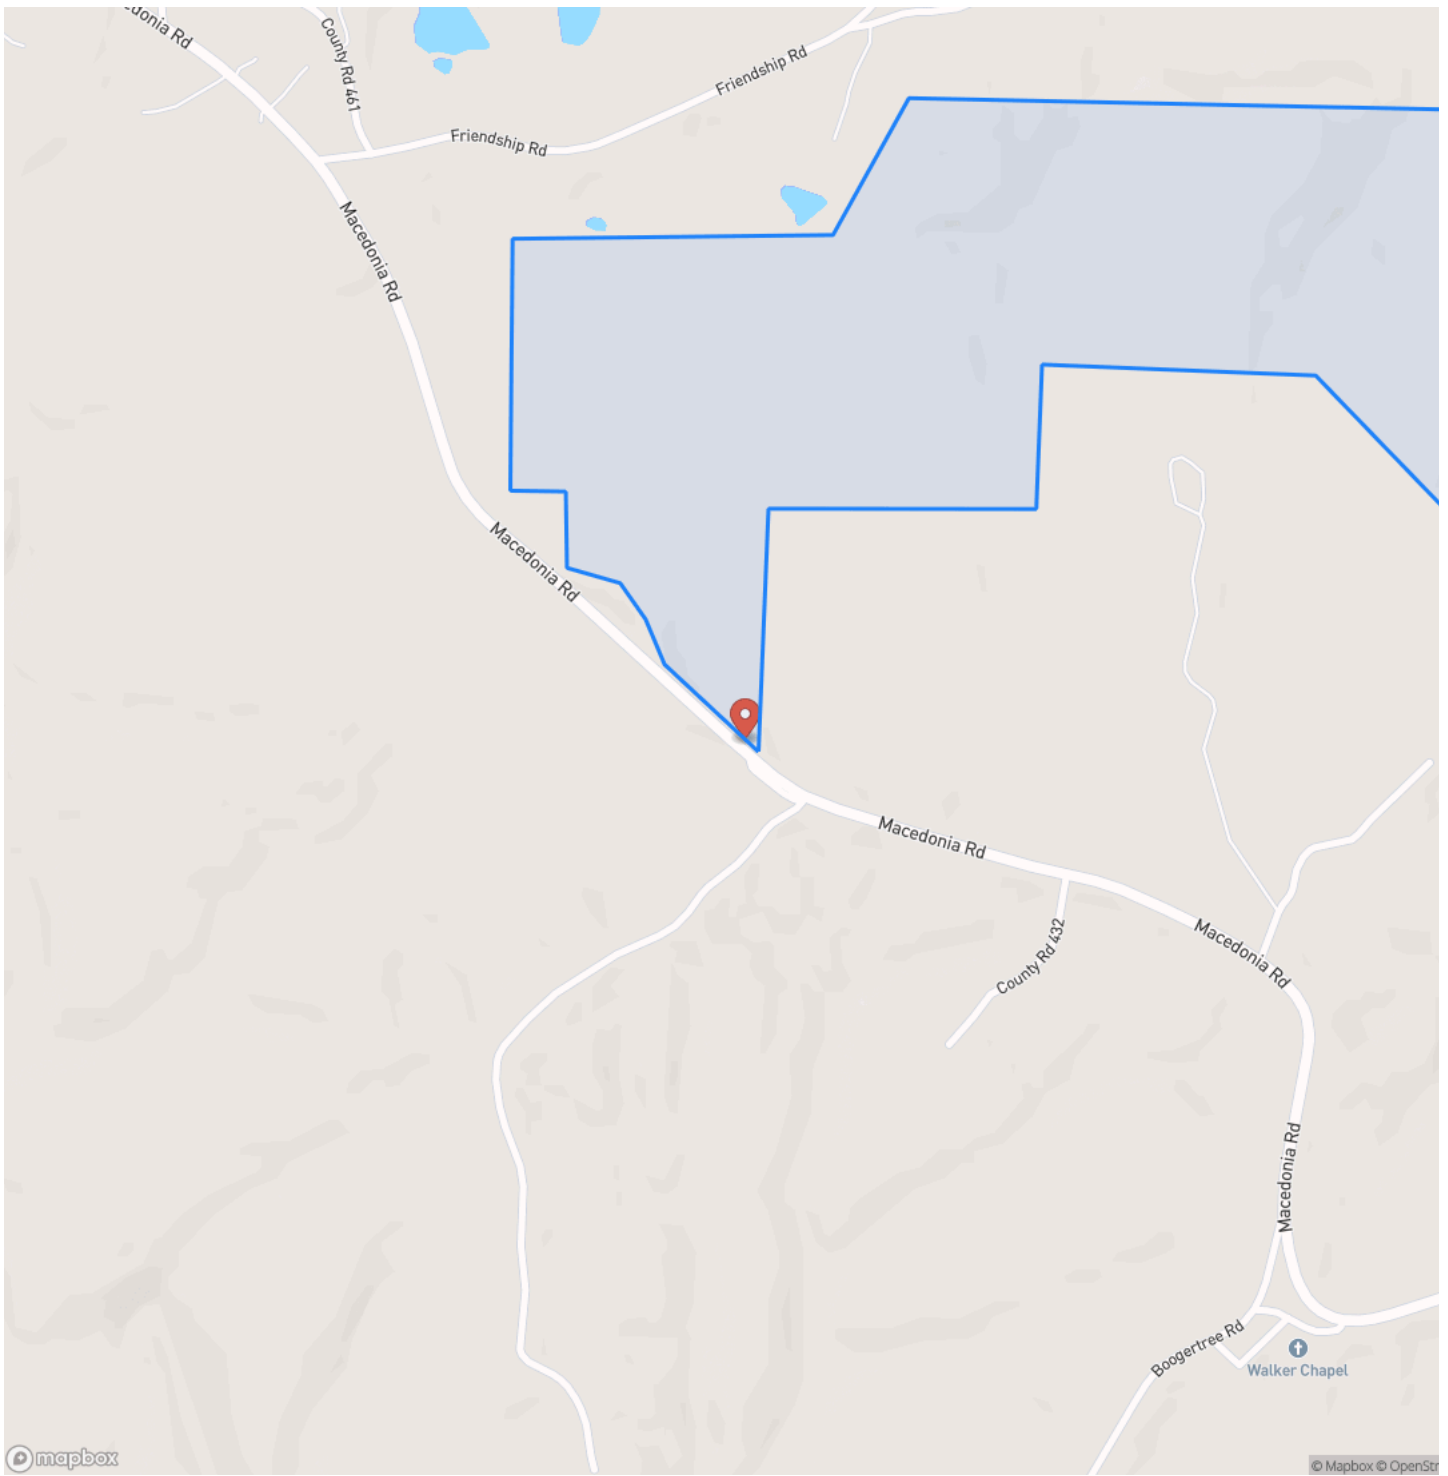 edonia Rd
County Rd 461
Friendship Rd
Friendship Rd
Macedonia Rd
Macedonia Rd
Macedonia Rd
County Rd 432
Macedonia Rd
Macedonia Rd
Boogertree Rd
Walker Chapel
mapbox
© Mapbox © OpenStr